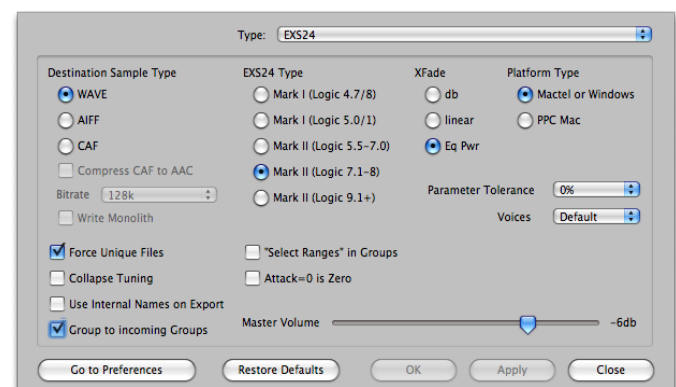 Type: EXS24
Destination Sample Type EXS24 Type XFade Platform Type
WAVE Mark I (Logic 4.7/8) db Mactel or Windows
AIFF Mark I (Logic 5.0/1) linear PPC Mac
CAF Mark II (Logic 5.5-7.0) Eq Pwr
Compress CAF to AAC Mark II (Logic 7.1-8)
Bitrate 128k Mark II (Logic 9.1+) Parameter Tolerance 0%
Write Monolith Voices Default
Force Unique Files "Select Ranges" in Groups
Collapse Tuning Attack=0 is Zero
Use Internal Names on Export
Group to incoming Groups Master Volume -6db
Go to Preferences Restore Defaults OK Apply Close